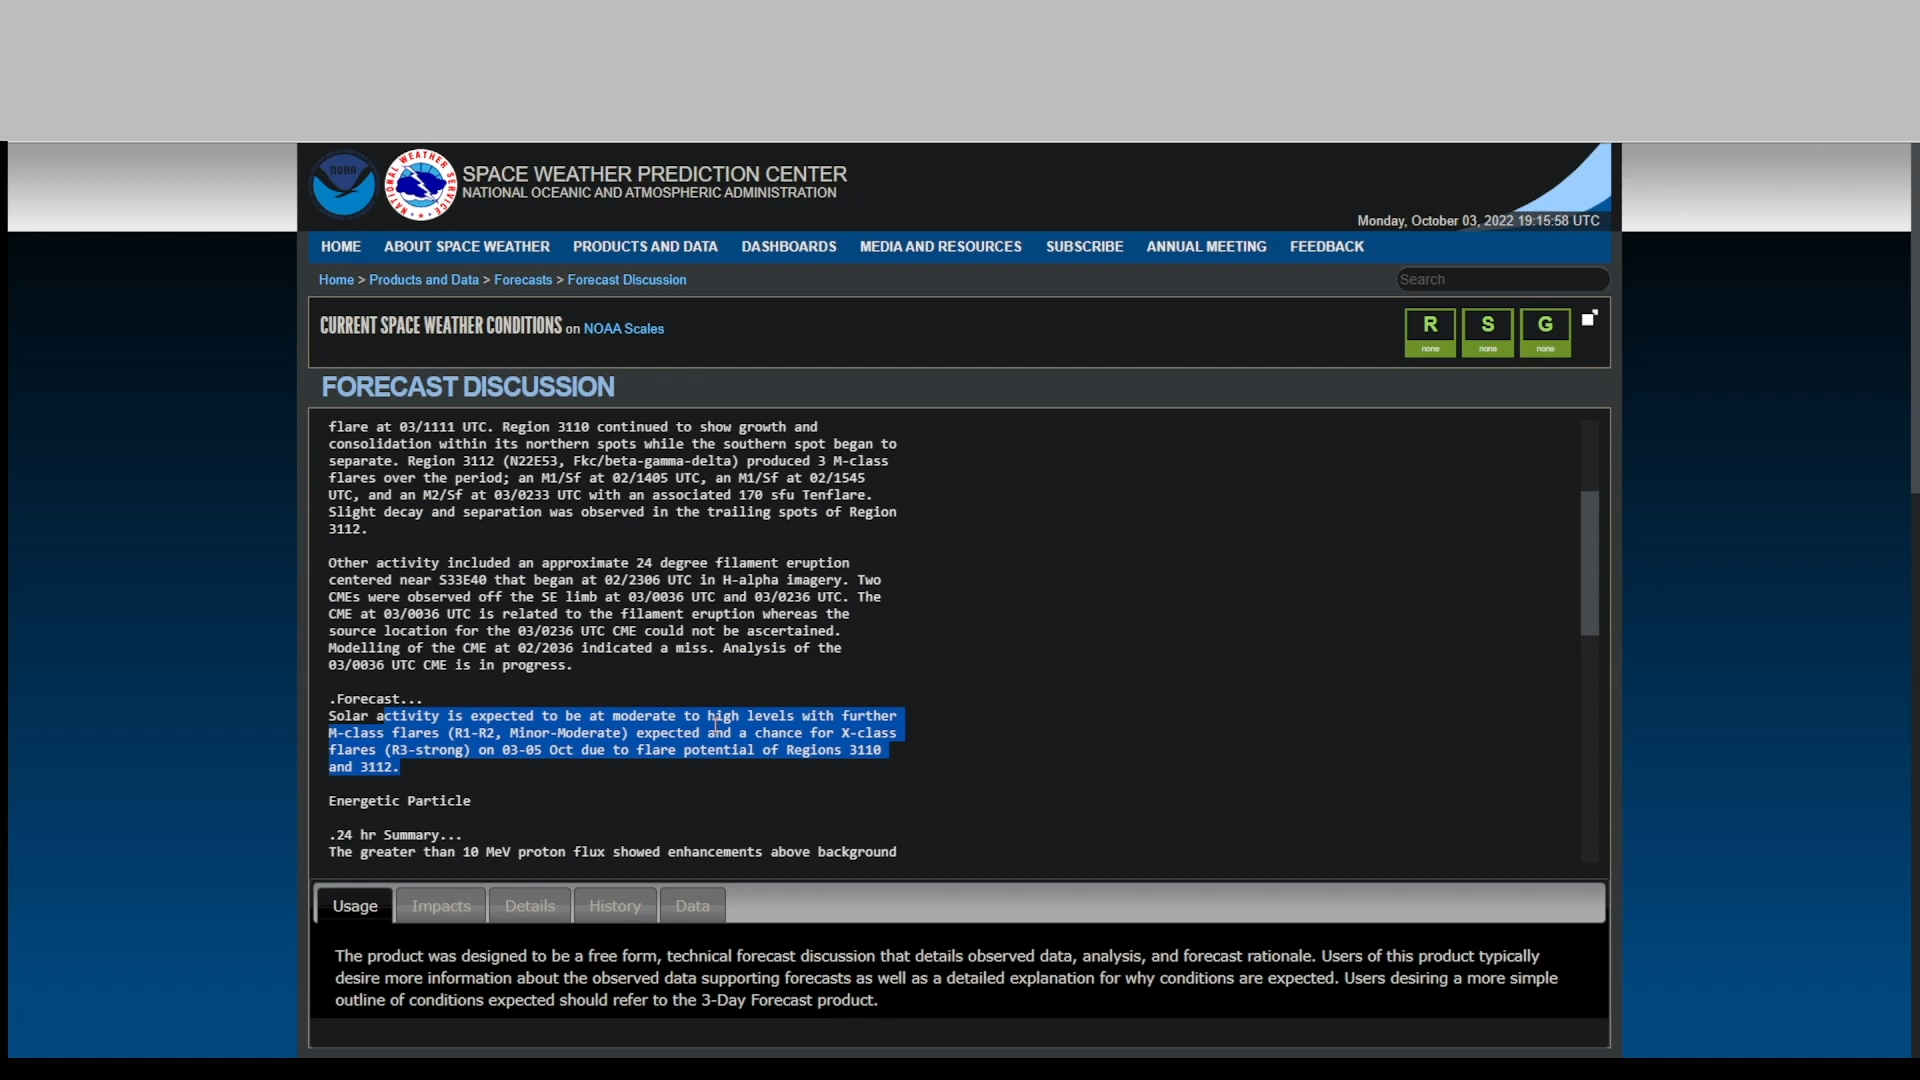 NOAA
NATIONAL WEATHER SERVICE
SPACE WEATHER PREDICTION CENTER
NATIONAL OCEANIC AND ATMOSPHERIC ADMINISTRATION
Monday, October 03, 2022 19:15:58 UTC
HOME ABOUT SPACE WEATHER PRODUCTS AND DATA DASHBOARDS MEDIA AND RESOURCES SUBSCRIBE ANNUAL MEETING FEEDBACK
Home > Products and Data > Forecasts > Forecast Discussion
Search
CURRENT SPACE WEATHER CONDITIONS on NOAA Scales
R S G
none none none
FORECAST DISCUSSION
flare at 03/1111 UTC. Region 3110 continued to show growth and
consolidation within its northern spots while the southern spot began to
separate. Region 3112 (N22E53, Fkc/beta-gamma-delta) produced 3 M-class
flares over the period; an M1/Sf at 02/1405 UTC, an M1/Sf at 02/1545
UTC, and an M2/Sf at 03/0233 UTC with an associated 170 sfu Tenflare.
Slight decay and separation was observed in the trailing spots of Region
3112.
Other activity included an approximate 24 degree filament eruption
centered near S33E40 that began at 02/2306 UTC in H-alpha imagery. Two
CMEs were observed off the SE limb at 03/0036 UTC and 03/0236 UTC. The
CME at 03/0036 UTC is related to the filament eruption whereas the
source location for the 03/0236 UTC CME could not be ascertained.
Modelling of the CME at 02/2036 indicated a miss. Analysis of the
03/0036 UTC CME is in progress.
.Forecast...
Solar activity is expected to be at moderate to high levels with further
M-class flares (R1-R2, Minor-Moderate) expected and a chance for X-class
flares (R3-strong) on 03-05 Oct due to flare potential of Regions 3110
and 3112.
Energetic Particle
.24 hr Summary...
The greater than 10 MeV proton flux showed enhancements above background
Usage Impacts Details History Data
The product was designed to be a free form, technical forecast discussion that details observed data, analysis, and forecast rationale. Users of this product typically
desire more information about the observed data supporting forecasts as well as a detailed explanation for why conditions are expected. Users desiring a more simple
outline of conditions expected should refer to the 3-Day Forecast product.